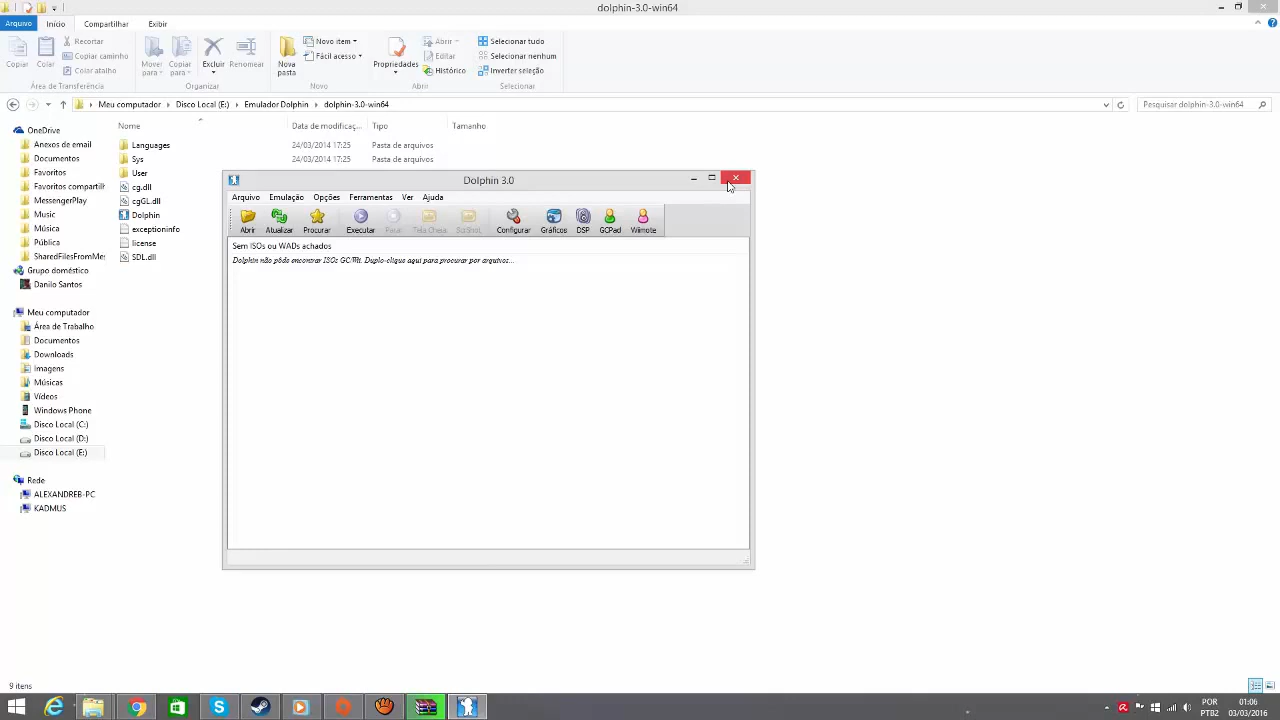 dolphin-3.0-win64
Arquivo Início Compartilhar Exibir
Copiar Colar Recortar Copiar caminho Colar atalho
Área de Transferência
Mover para Copiar para Excluir Renomear
Organizar
Nova pasta Novo item Fácil acesso
Novo
Propriedades Abrir Editar Histórico
Abrir
Selecionar tudo Selecionar nenhum Inverter seleção
Selecionar
Meu computador Disco Local (E:) Emulador Dolphin dolphin-3.0-win64
Pesquisar dolphin-3.0-win64
Nome Data de modificaç... Tipo Tamanho
OneDrive
Anexos de email
Documentos
Favoritos
Favoritos compartil
MessengerPlay
Music
Música
Pública
SharedFilesFromMes
Grupo doméstico
Danilo Santos
Meu computador
Área de Trabalho
Documentos
Downloads
Imagens
Músicas
Vídeos
Windows Phone
Disco Local (C:)
Disco Local (D:)
Disco Local (E:)
Rede
ALEXANDREB-PC
KADMUS
Languages 24/03/2014 17:25 Pasta de arquivos
Sys 24/03/2014 17:25 Pasta de arquivos
User
cg.dll
cgGL.dll
Dolphin
exceptioninfo
license
SDL.dll
Dolphin 3.0
Arquivo Emulação Opções Ferramentas Ver Ajuda
Abrir Atualizar Procurar Executar Parar Tela Cheia Configurar Gráficos DSP GCPad Wiimote
Sem ISOs ou WADs achados
Dolphin não pôde encontrar ISOs GC/Wii. Duplo-clique aqui para procurar por arquivos...
9 itens
POR
PTB2
01:06
03/03/2016